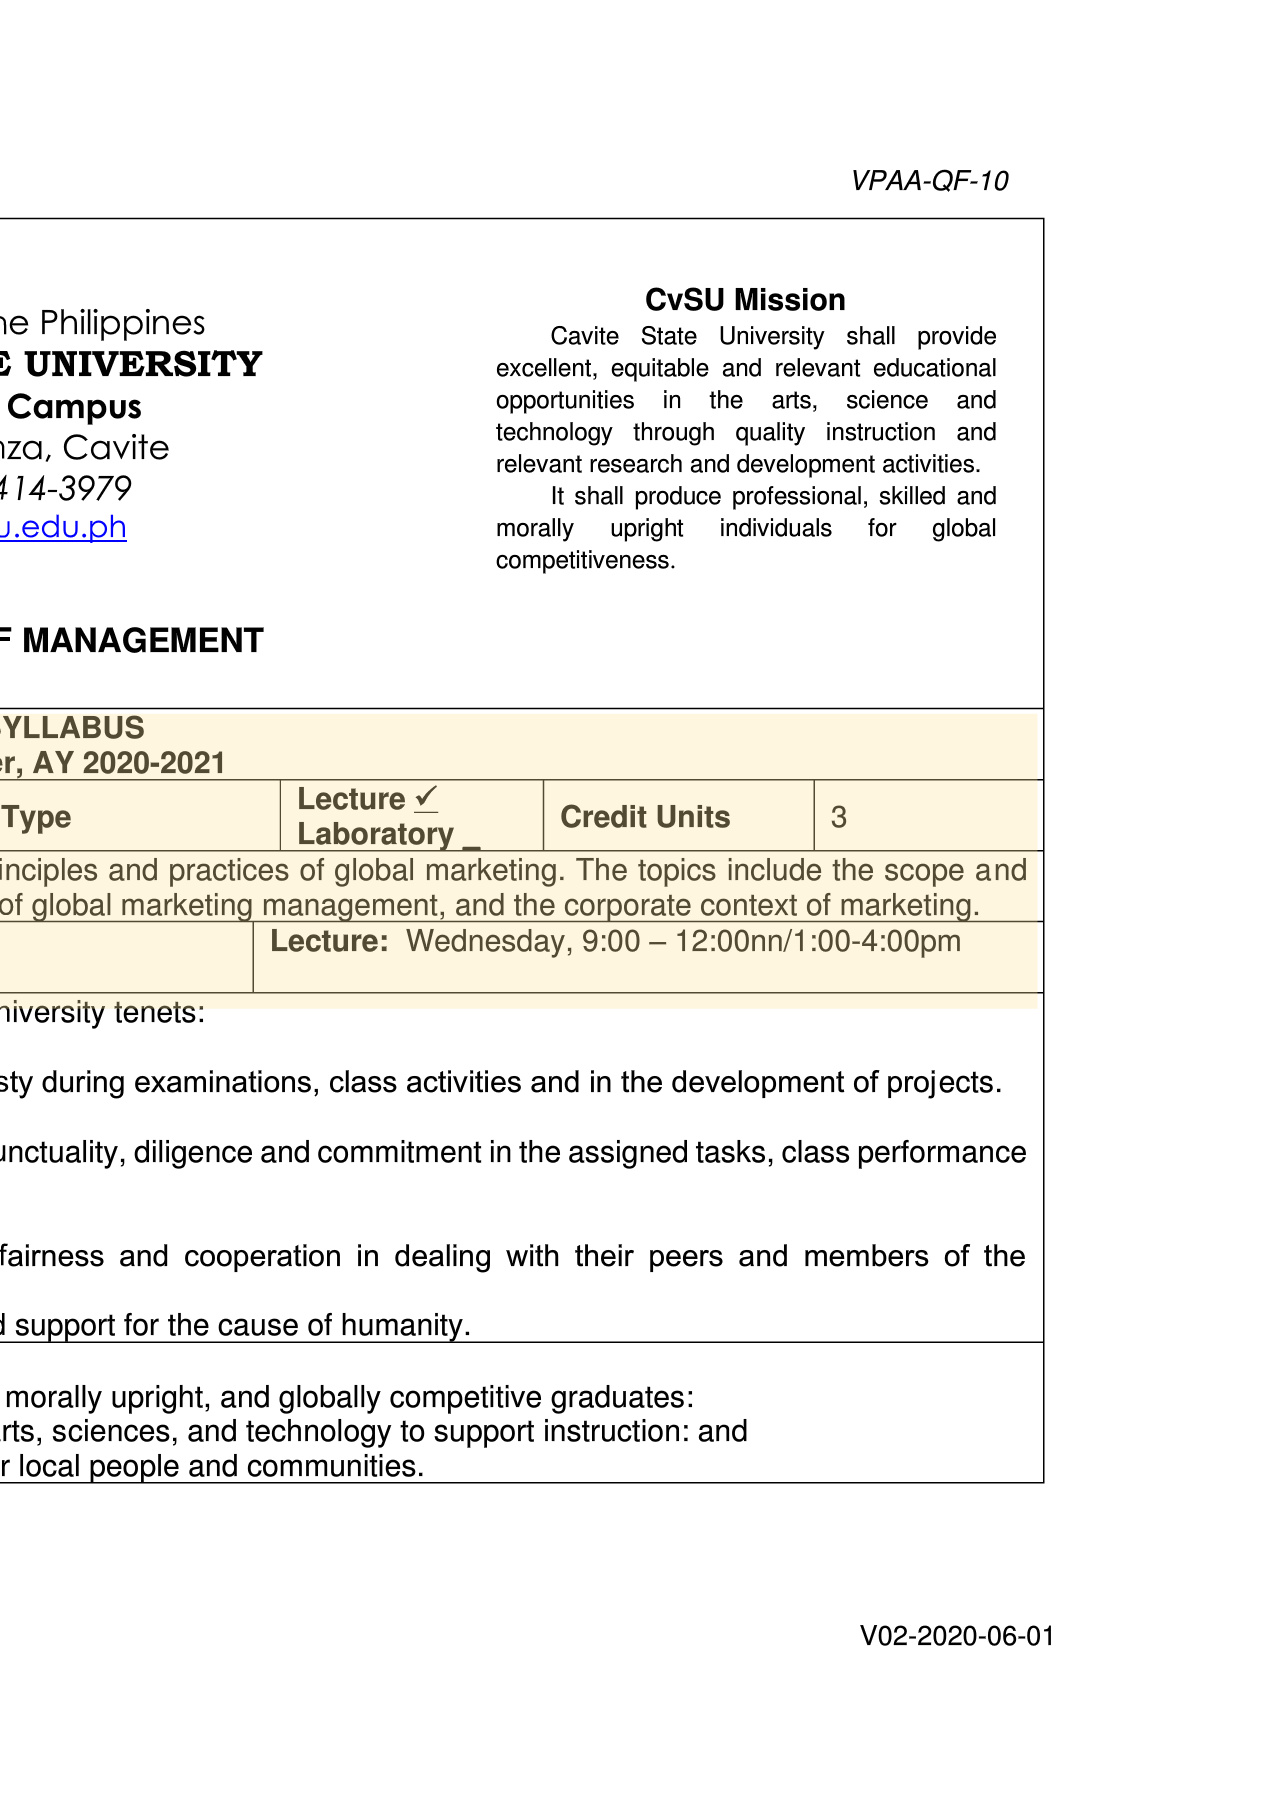 VPAA-QF-10
ne Philippines
E UNIVERSITY
Campus
nza, Cavite
414-3979
u.edu.ph
F MANAGEMENT
CvSU Mission
Cavite State University shall provide
excellent, equitable and relevant educational
opportunities in the arts, science and
technology through quality instruction and
relevant research and development activities.
It shall produce professional, skilled and
morally upright individuals for global
competitiveness.
SYLLABUS
er, AY 2020-2021
Type
Lecture ✓
Laboratory _
Credit Units
3
inciples and practices of global marketing. The topics include the scope and
of global marketing management, and the corporate context of marketing.
Lecture: Wednesday, 9:00 – 12:00nn/1:00-4:00pm
niversity tenets:
sty during examinations, class activities and in the development of projects.
unctuality, diligence and commitment in the assigned tasks, class performance
fairness and cooperation in dealing with their peers and members of the
d support for the cause of humanity.
morally upright, and globally competitive graduates:
rts, sciences, and technology to support instruction: and
r local people and communities.
V02-2020-06-01